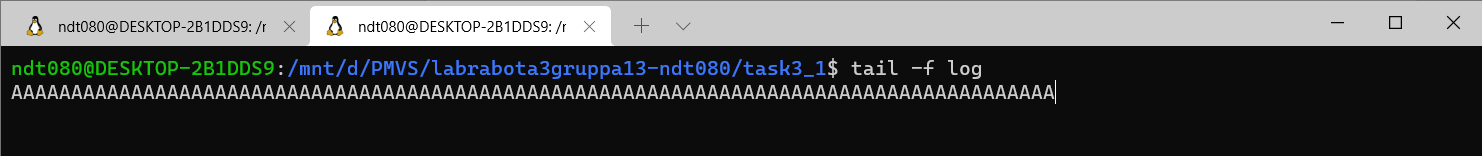 ndt080@DESKTOP-2B1DDS9: /r
ndt080@DESKTOP-2B1DDS9: /r
ndt080@DESKTOP-2B1DDS9:/mnt/d/PMVS/labrabota3gruppa13-ndt080/task3_1$ tail -f log
AAAAAAAAAAAAAAAAAAAAAAAAAAAAAAAAAAAAAAAAAAAAAAAAAAAAAAAAAAAAAAAAAAAAAAAAAAAAAAAAAAAAAAA